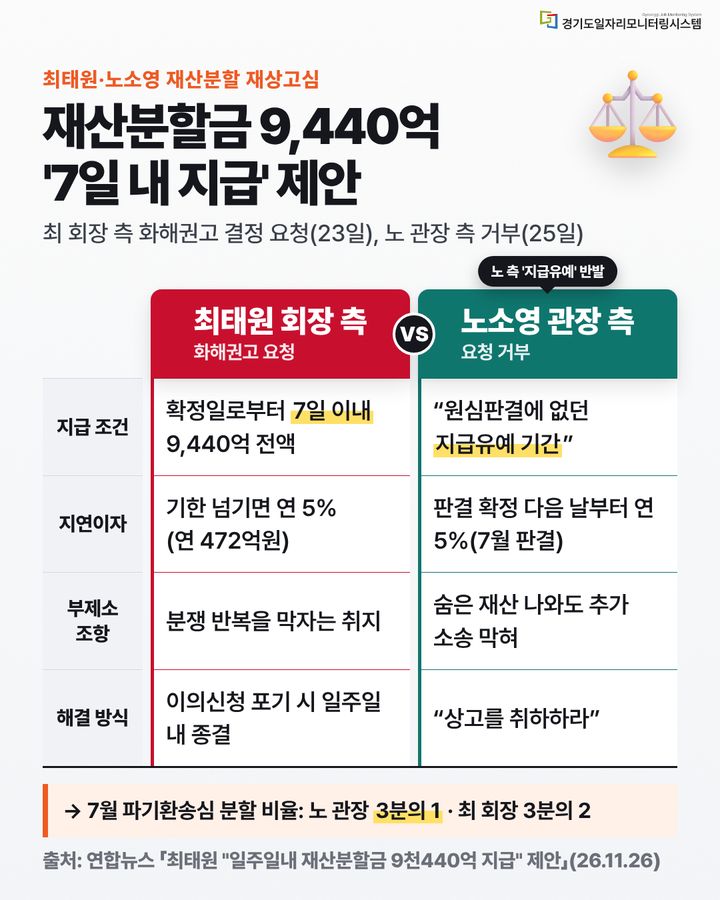 경기도일자리모니터링시스템
최태원·노소영 재산분할 재상고심
재산분할금 9,440억
'7일 내 지급' 제안
최 회장 측 화해권고 결정 요청(23일), 노 관장 측 거부(25일)
노 측 '지급유예' 반발
최태원 회장 측
화해권고 요청
VS
노소영 관장 측
요청 거부
지급 조건
확정일로부터 7일 이내
9,440억 전액
“원심판결에 없던
지급유예 기간”
지연이자
기한 넘기면 연 5%
(연 472억원)
판결 확정 다음 날부터 연
5%(7월 판결)
부제소
조항
분쟁 반복을 막자는 취지
숨은 재산 나와도 추가
소송 막혀
해결 방식
이의신청 포기 시 일주일
내 종결
“상고를 취하하라”
→ 7월 파기환송심 분할 비율: 노 관장 3분의 1 · 최 회장 3분의 2
출처: 연합뉴스 「최태원 "일주일내 재산분할금 9천440억 지급" 제안」(26.11.26)